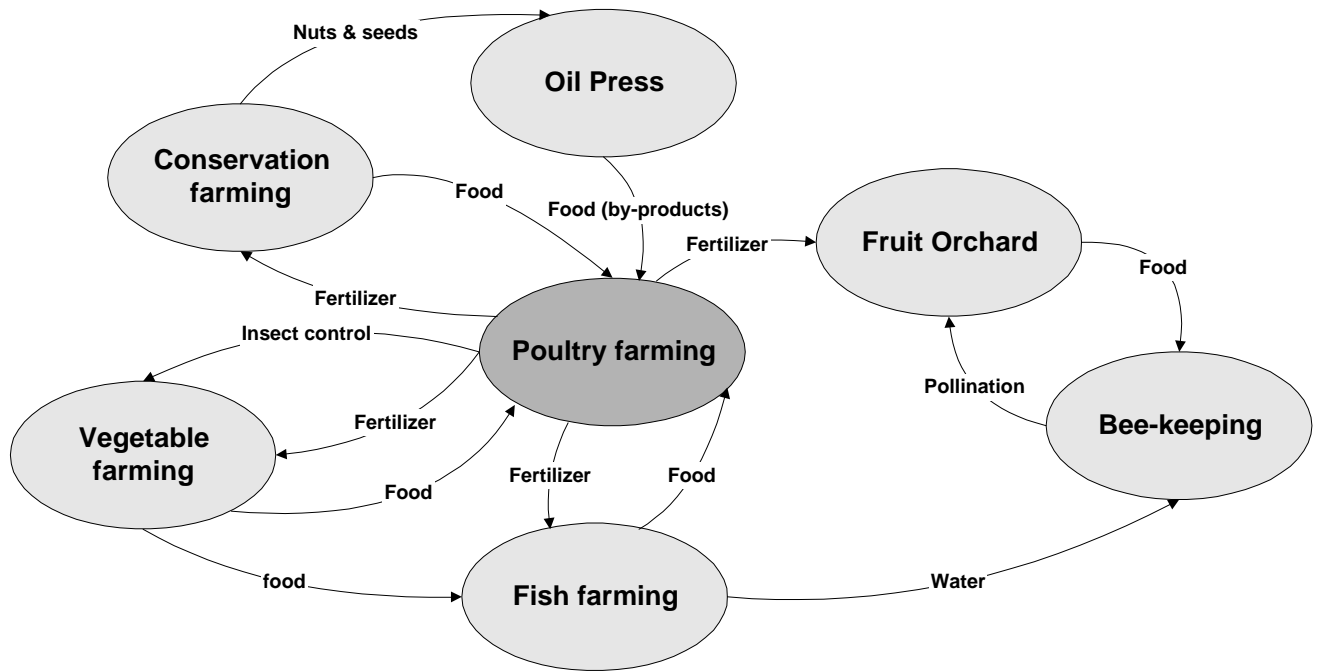 Nuts & seeds
Oil Press
Conservation
farming
Food
Food (by-products)
Fertilizer
Fruit Orchard
Food
Fertilizer
Insect control
Poultry farming
Pollination
Bee-keeping
Fertilizer
Vegetable
farming
Food
Fertilizer
Food
food
Fish farming
Water